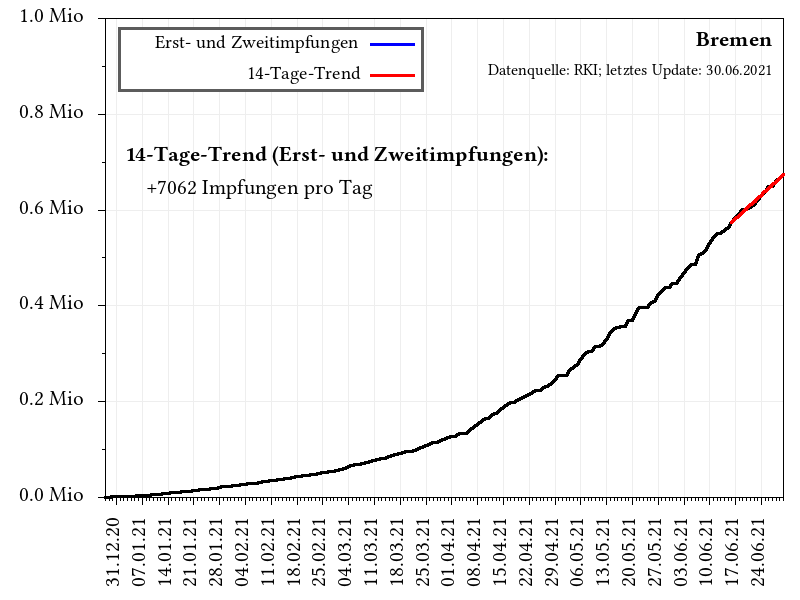 1.0 Mio
0.8 Mio
0.6 Mio
0.4 Mio
0.2 Mio
0.0 Mio
Erst- und Zweitimpfungen
14-Tage-Trend
Bremen
Datenquelle: RKI; letztes Update: 30.06.2021
14-Tage-Trend (Erst- und Zweitimpfungen):
+7062 Impfungen pro Tag
31.12.20
07.01.21
14.01.21
21.01.21
28.01.21
04.02.21
11.02.21
18.02.21
25.02.21
04.03.21
11.03.21
18.03.21
25.03.21
01.04.21
08.04.21
15.04.21
22.04.21
29.04.21
06.05.21
13.05.21
20.05.21
27.05.21
03.06.21
10.06.21
17.06.21
24.06.21